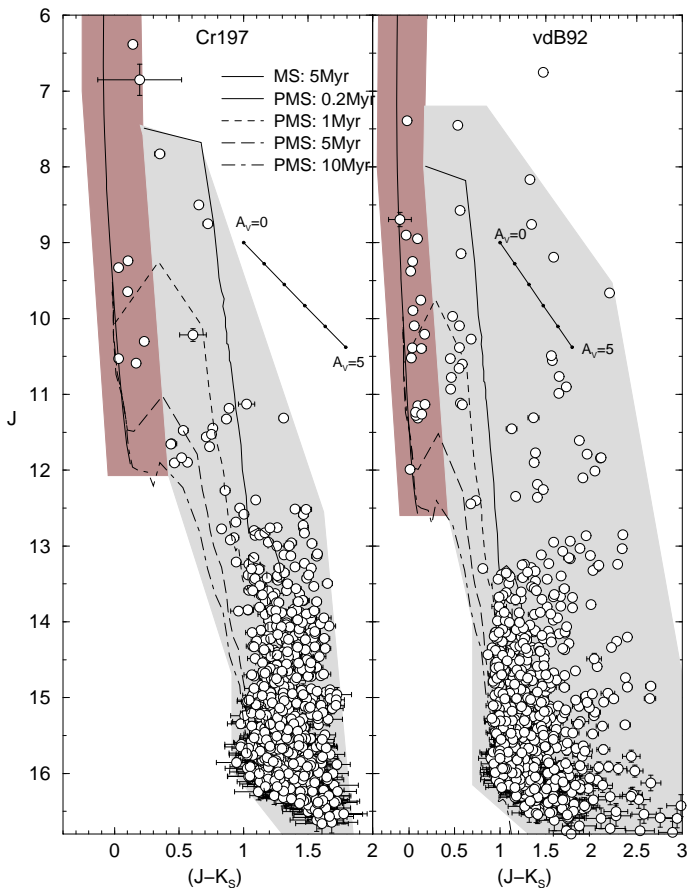 Cr197
vdB92
MS: 5Myr
PMS: 0.2Myr
PMS: 1Myr
PMS: 5Myr
PMS: 10Myr
A_V=0
A_V=5
A_V=0
A_V=5
6
7
8
9
10
11
12
13
14
15
16
J
0
0.5
1
1.5
2
0
0.5
1
1.5
2
2.5
3
(J−K_S)
(J−K_S)